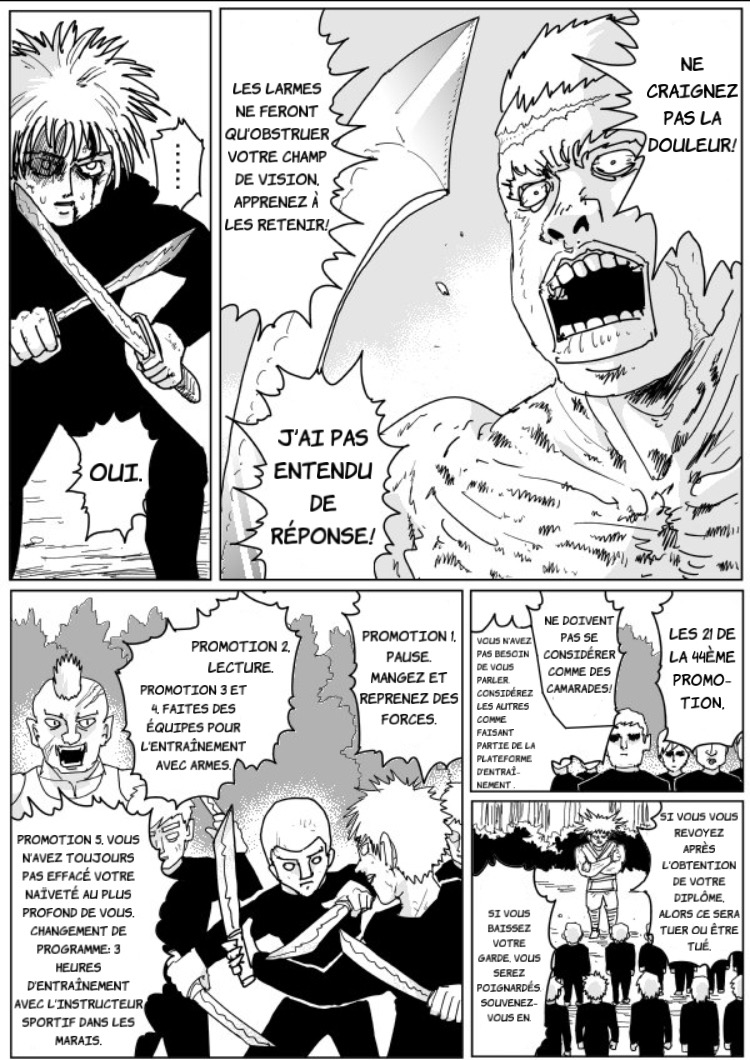 NE
CRAIGNEZ
PAS LA
DOULEUR!
LES LARMES
NE FERONT
QU'OBSTRUER
VOTRE CHAMP
DE VISION,
APPRENEZ À
LES RETENIR!
J'AI PAS
ENTENDU
DE
RÉPONSE!
......
OUI.
LES 21 DE
LA 44ÈME
PROMO-
TION,
NE DOIVENT
PAS SE
CONSIDÉRER
COMME DES
CAMARADES!
VOUS N'AVEZ
PAS BESOIN
DE VOUS
PARLER.
CONSIDÉREZ
LES AUTRES
COMME
FAISANT
PARTIE DE LA
PLATEFORME
D'ENTRAÎ-
NEMENT .
SI VOUS VOUS
REVOYEZ
APRÈS
L'OBTENTION
DE VOTRE
DIPLÔME,
ALORS CE SERA
TUER OU ÊTRE
TUÉ.
SI VOUS
BAISSEZ
VOTRE
GARDE, VOUS
SEREZ
POIGNARDÉS.
SOUVENEZ-
VOUS EN.
PROMOTION 1,
PAUSE.
MANGEZ ET
REPRENEZ DES
FORCES.
PROMOTION 2,
LECTURE.
PROMOTION 3 ET
4, FAITES DES
ÉQUIPES POUR
L'ENTRAÎNEMENT
AVEC ARMES.
PROMOTION 5, VOUS
N'AVEZ TOUJOURS
PAS EFFACÉ VOTRE
NAÏVETÉ AU PLUS
PROFOND DE VOUS.
CHANGEMENT DE
PROGRAMME: 3
HEURES
D'ENTRAÎNEMENT
AVEC L'INSTRUCTEUR
SPORTIF DANS LES
MARAIS.